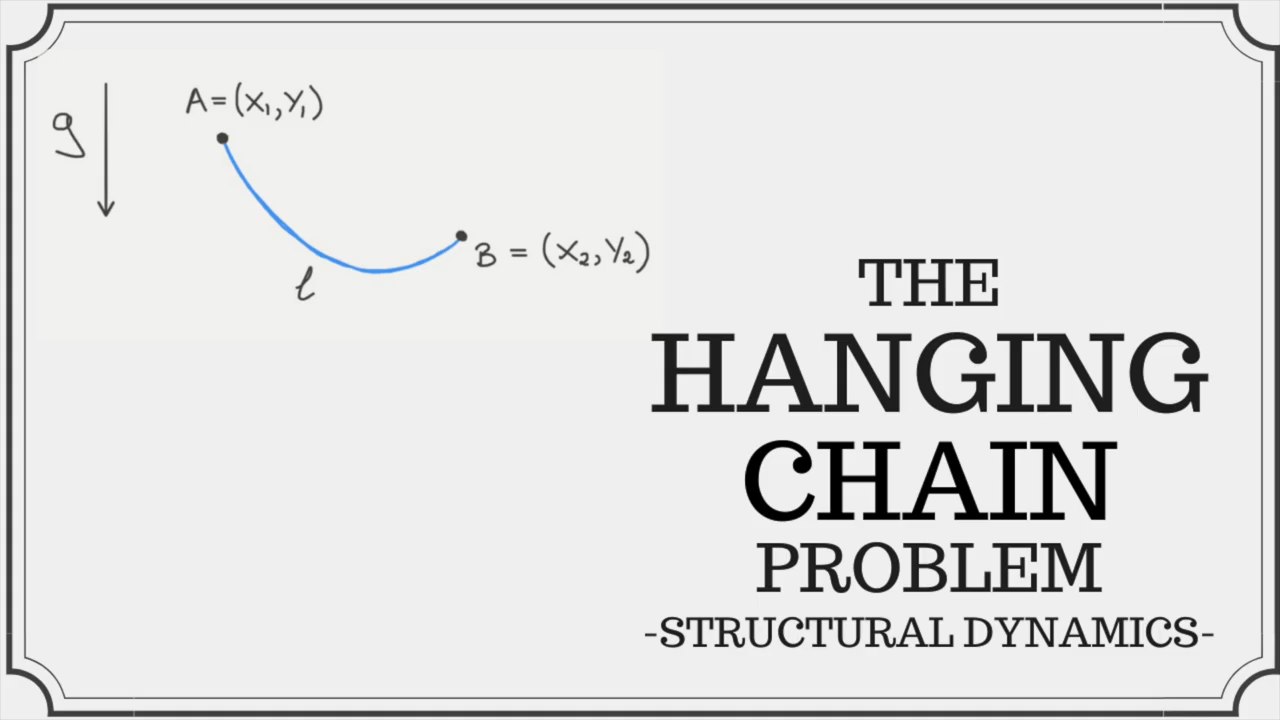 A=(x₁,y₁)
g
B = (x₂,y₂)
ℓ
THE
HANGING
CHAIN
PROBLEM
-STRUCTURAL DYNAMICS-